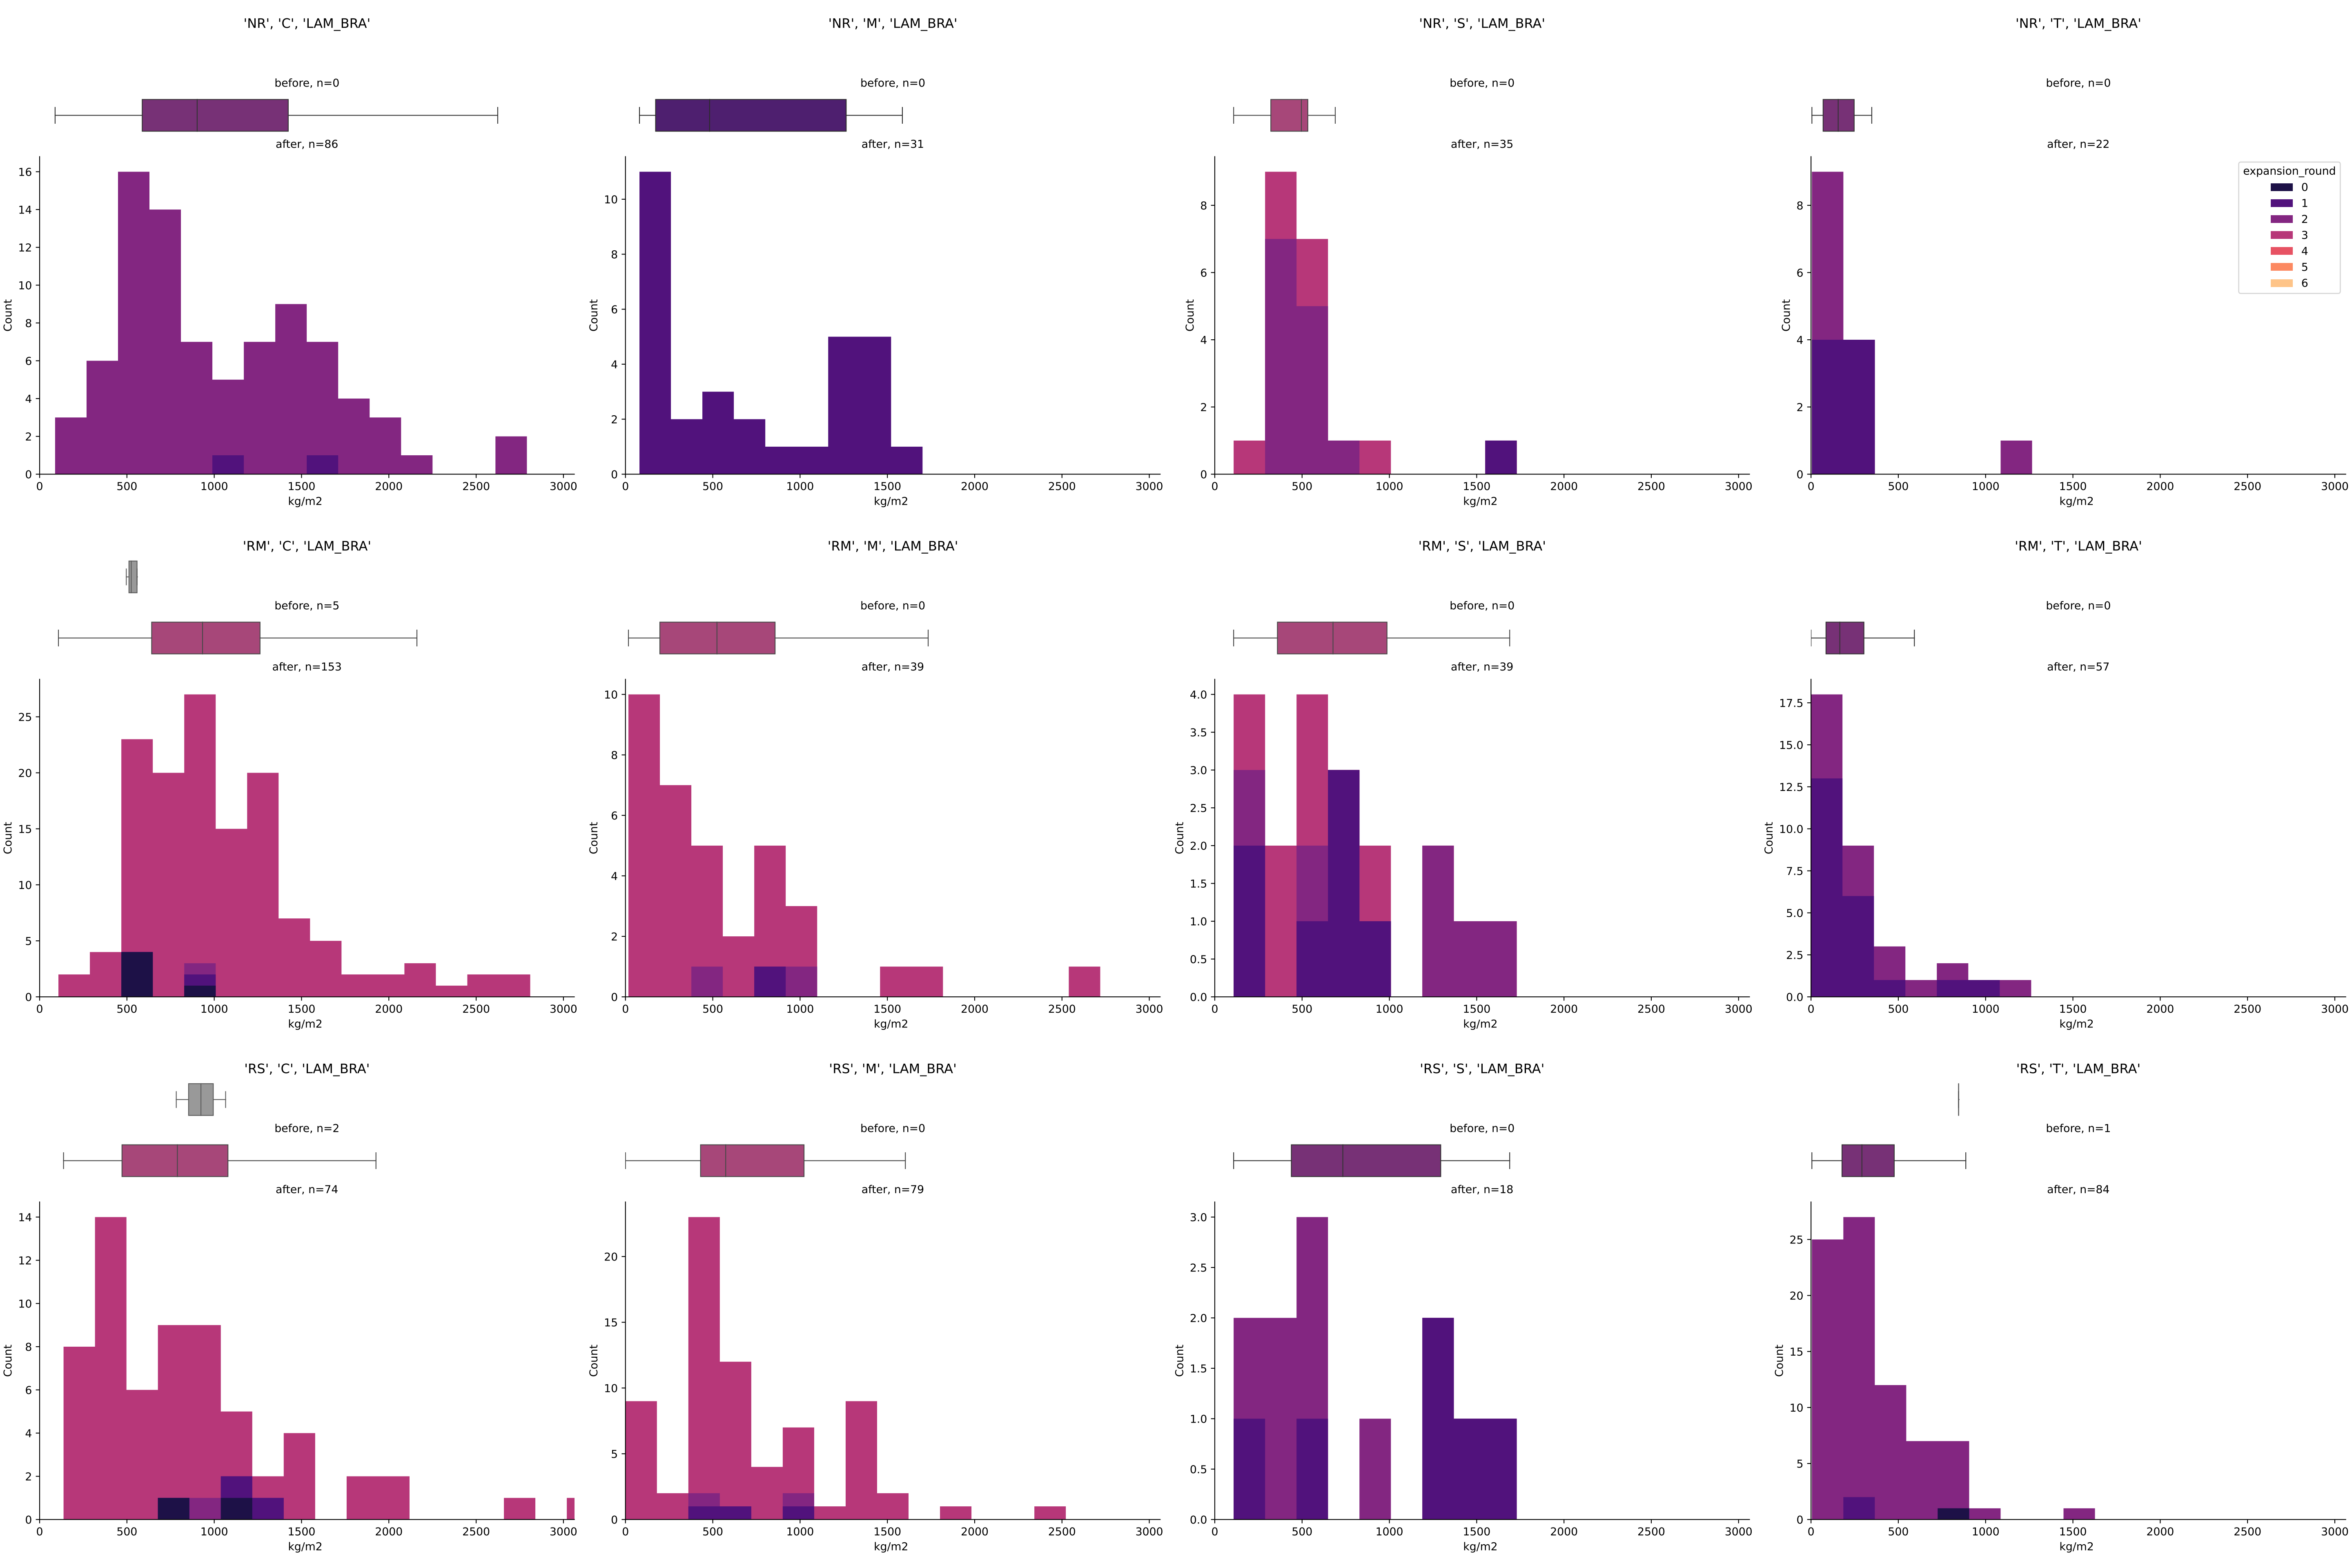 'NR', 'C', 'LAM_BRA'
before, n=0
after, n=86
16
14
12
10
8
6
4
2
0
Count
0 500 1000 1500 2000 2500 3000
kg/m2
'NR', 'M', 'LAM_BRA'
before, n=0
after, n=31
10
8
6
4
2
0
Count
0 500 1000 1500 2000 2500 3000
kg/m2
'NR', 'S', 'LAM_BRA'
before, n=0
after, n=35
8
6
4
2
0
Count
0 500 1000 1500 2000 2500 3000
kg/m2
'NR', 'T', 'LAM_BRA'
before, n=0
after, n=22
expansion_round
0
1
2
3
4
5
6
8
6
4
2
0
Count
0 500 1000 1500 2000 2500 3000
kg/m2
'RM', 'C', 'LAM_BRA'
before, n=5
after, n=153
25
20
15
10
5
0
Count
0 500 1000 1500 2000 2500 3000
kg/m2
'RM', 'M', 'LAM_BRA'
before, n=0
after, n=39
10
8
6
4
2
0
Count
0 500 1000 1500 2000 2500 3000
kg/m2
'RM', 'S', 'LAM_BRA'
before, n=0
after, n=39
4.0
3.5
3.0
2.5
2.0
1.5
1.0
0.5
0.0
Count
0 500 1000 1500 2000 2500 3000
kg/m2
'RM', 'T', 'LAM_BRA'
before, n=0
after, n=57
17.5
15.0
12.5
10.0
7.5
5.0
2.5
0.0
Count
0 500 1000 1500 2000 2500 3000
kg/m2
'RS', 'C', 'LAM_BRA'
before, n=2
after, n=74
14
12
10
8
6
4
2
0
Count
0 500 1000 1500 2000 2500 3000
kg/m2
'RS', 'M', 'LAM_BRA'
before, n=0
after, n=79
20
15
10
5
0
Count
0 500 1000 1500 2000 2500 3000
kg/m2
'RS', 'S', 'LAM_BRA'
before, n=0
after, n=18
3.0
2.5
2.0
1.5
1.0
0.5
0.0
Count
0 500 1000 1500 2000 2500 3000
kg/m2
'RS', 'T', 'LAM_BRA'
before, n=1
after, n=84
25
20
15
10
5
0
Count
0 500 1000 1500 2000 2500 3000
kg/m2